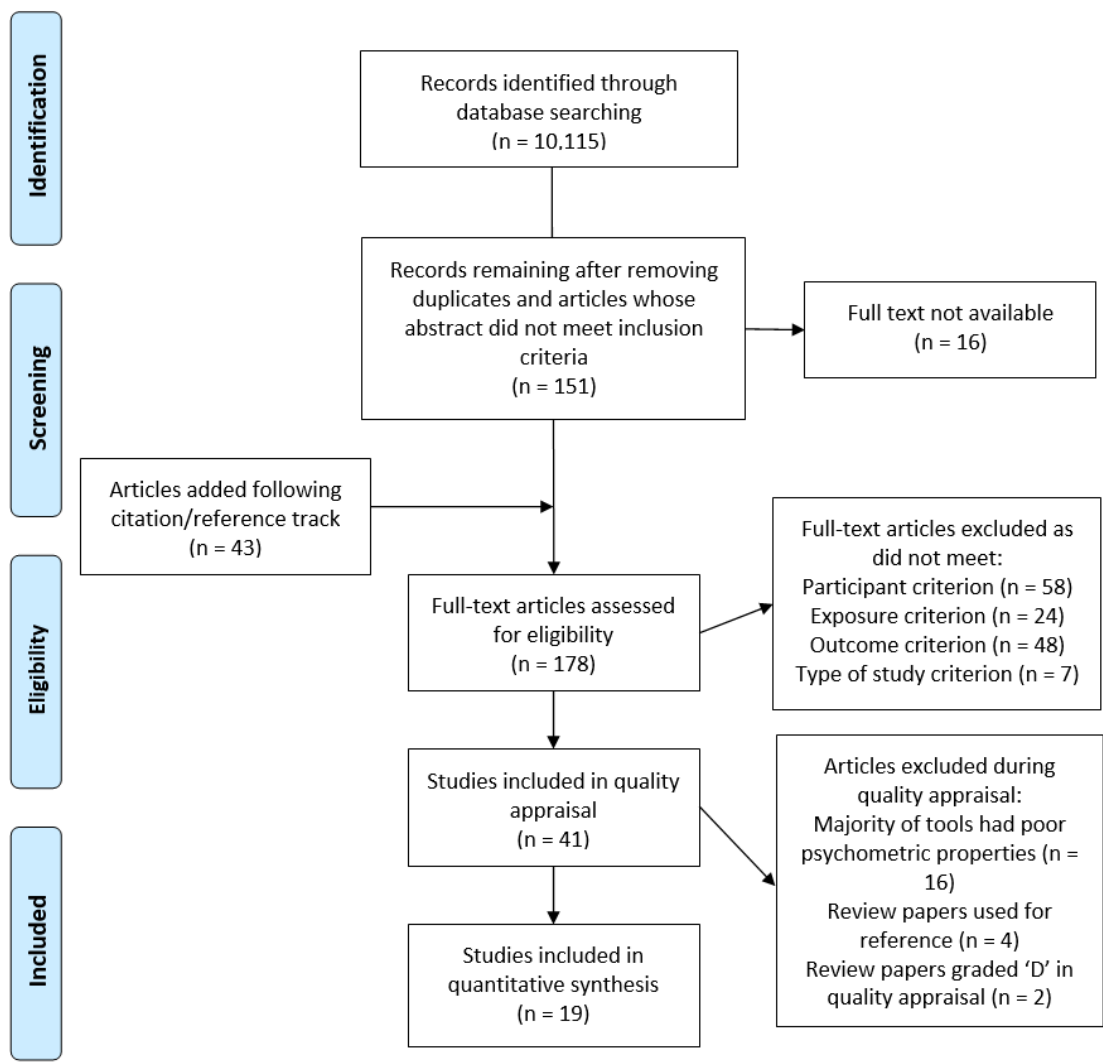 Identification
Records identified through
database searching
(n = 10,115)
Records remaining after removing
duplicates and articles whose
abstract did not meet inclusion
criteria
(n = 151)
Full text not available
(n = 16)
Screening
Articles added following
citation/reference track
(n = 43)
Full-text articles assessed
for eligibility
(n = 178)
Full-text articles excluded as
did not meet:
Participant criterion (n = 58)
Exposure criterion (n = 24)
Outcome criterion (n = 48)
Type of study criterion (n = 7)
Eligibility
Studies included in quality
appraisal
(n = 41)
Articles excluded during
quality appraisal:
Majority of tools had poor
psychometric properties (n =
16)
Review papers used for
reference (n = 4)
Review papers graded ‘D’ in
quality appraisal (n = 2)
Included
Studies included in
quantitative synthesis
(n = 19)